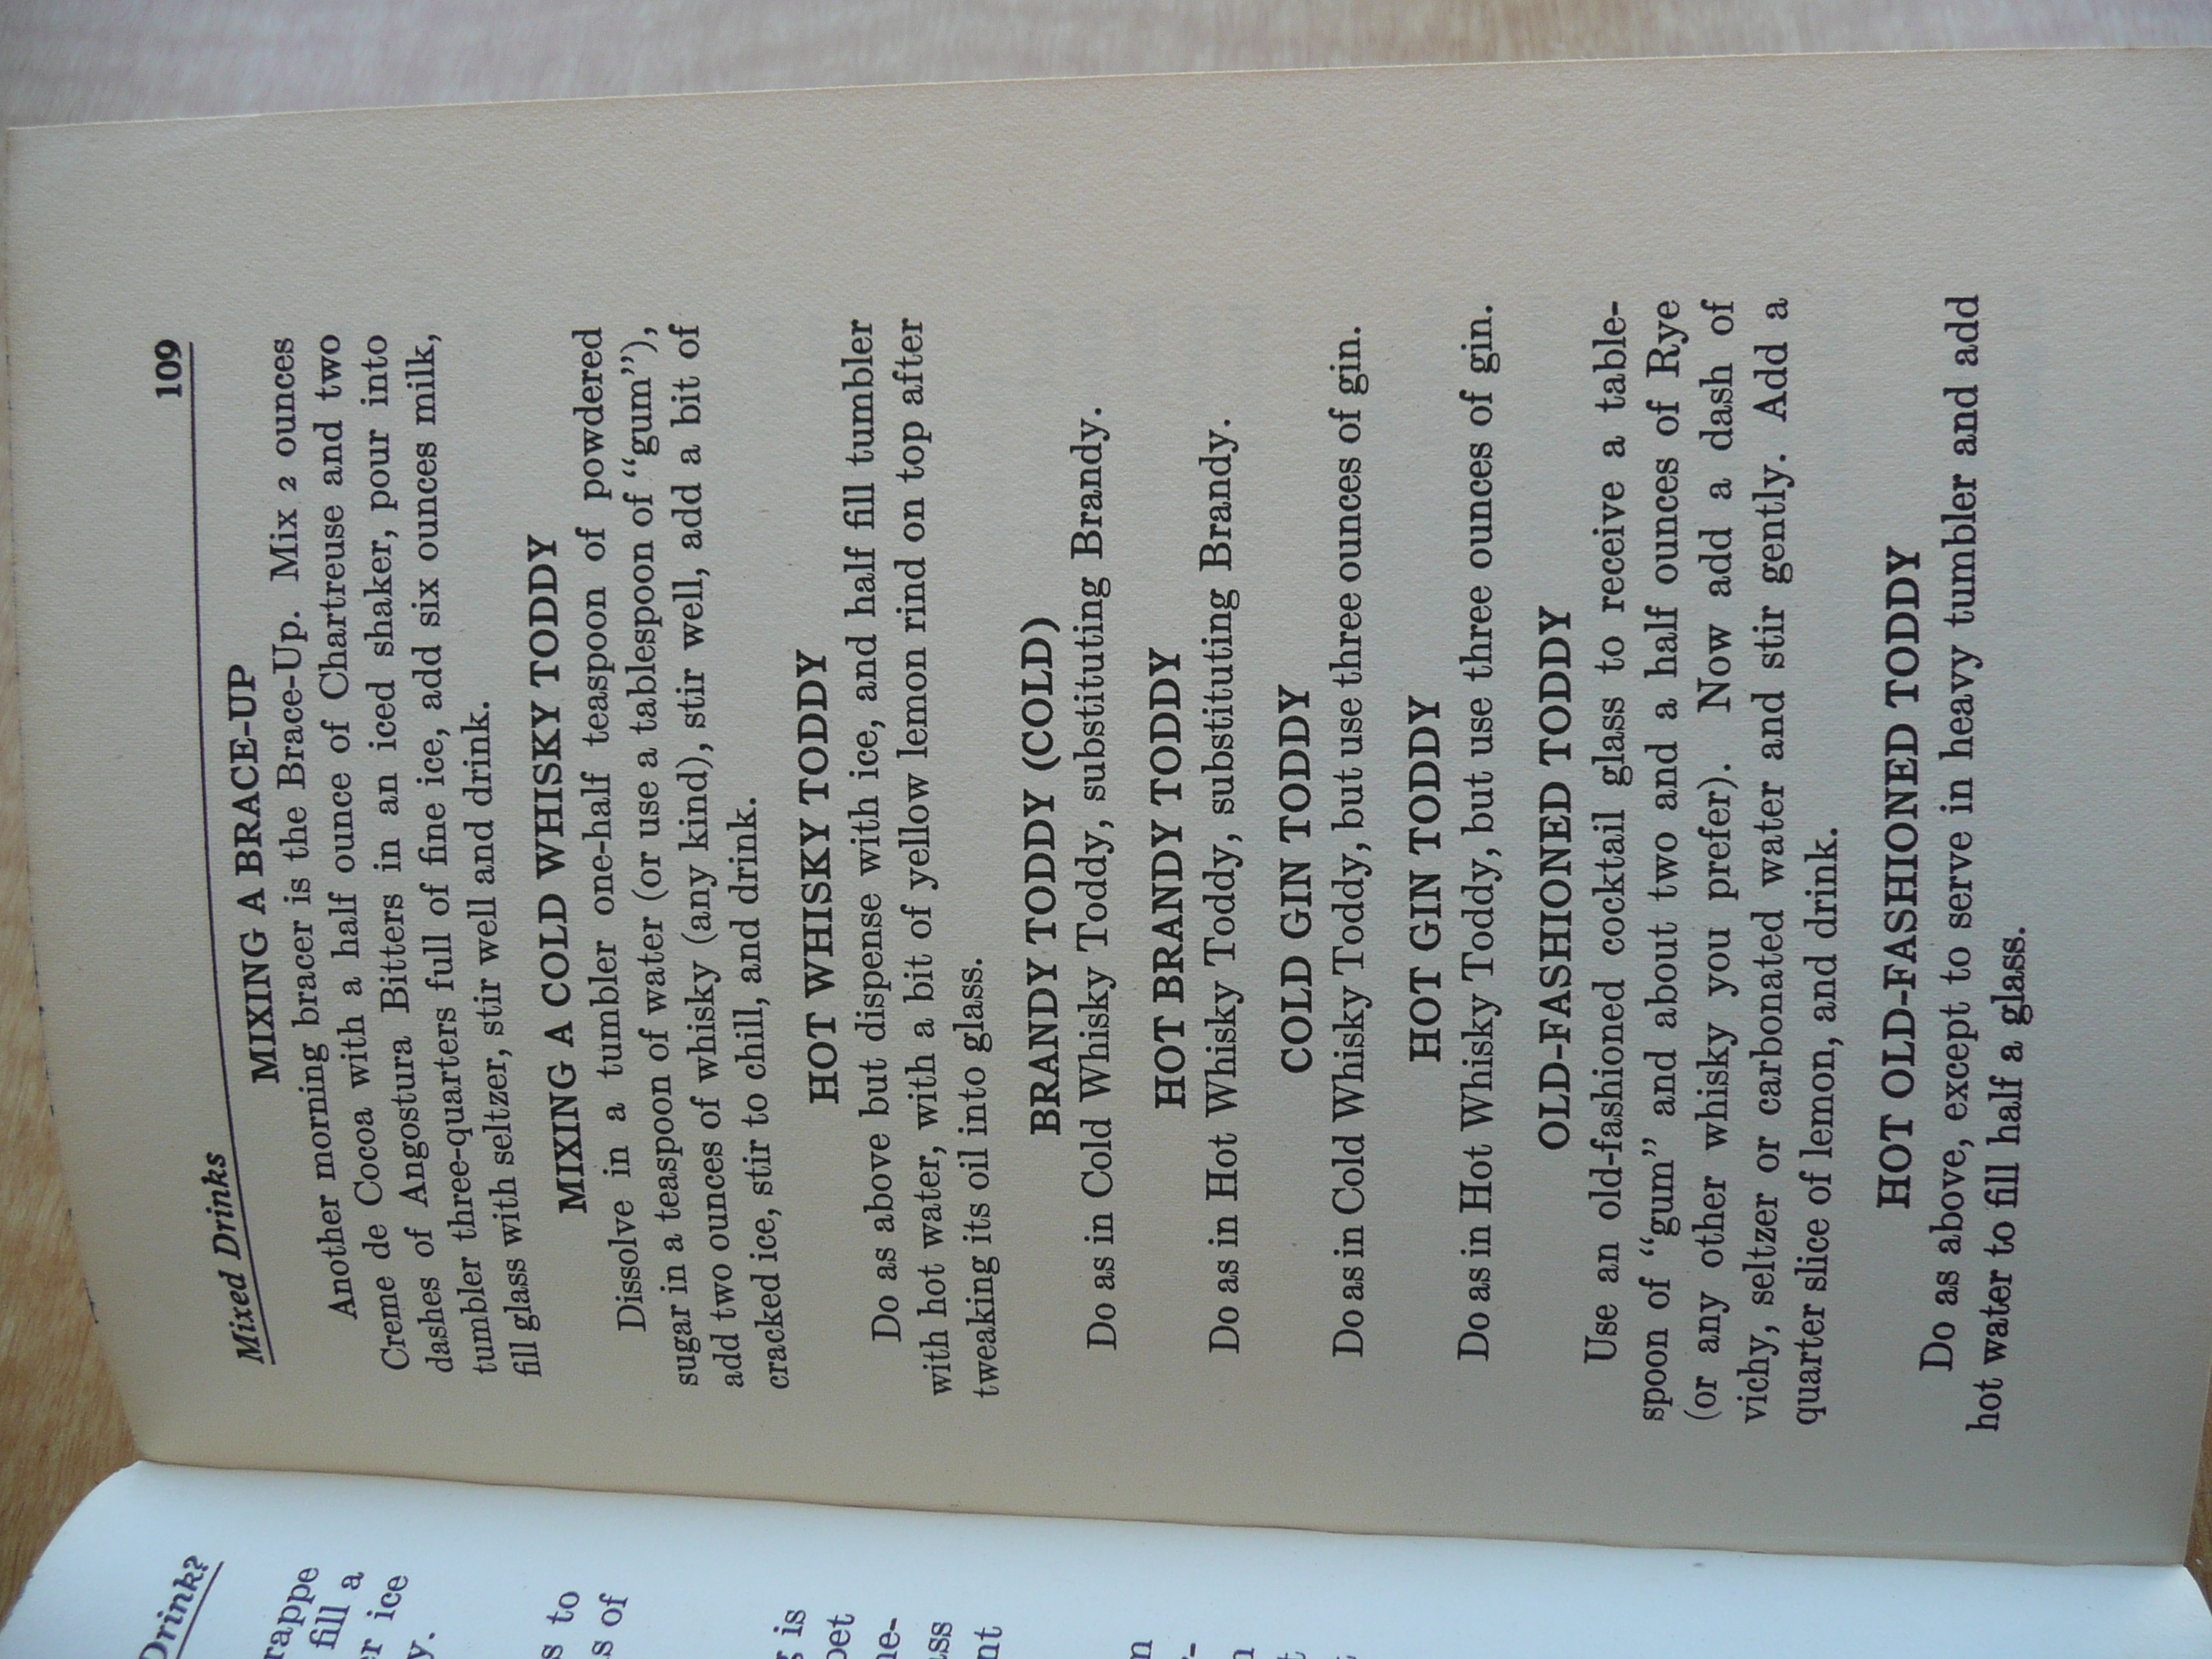 Mixed Drinks 109
MIXING A BRACE-UP
Another morning bracer is the Brace-Up. Mix 2 ounces
Creme de Cocoa with a half ounce of Chartreuse and two
dashes of Angostura Bitters in an iced shaker, pour into
tumbler three-quarters full of fine ice, add six ounces milk,
fill glass with seltzer, stir well and drink.
MIXING A COLD WHISKY TODDY
Dissolve in a tumbler one-half teaspoon of powdered
sugar in a teaspoon of water (or use a tablespoon of "gum"),
add two ounces of whisky (any kind), stir well, add a bit of
cracked ice, stir to chill, and drink.
HOT WHISKY TODDY
Do as above but dispense with ice, and half fill tumbler
with hot water, with a bit of yellow lemon rind on top after
tweaking its oil into glass.
BRANDY TODDY (COLD)
Do as in Cold Whisky Toddy, substituting Brandy.
HOT BRANDY TODDY
Do as in Hot Whisky Toddy, substituting Brandy.
COLD GIN TODDY
Do as in Cold Whisky Toddy, but use three ounces of gin.
HOT GIN TODDY
Do as in Hot Whisky Toddy, but use three ounces of gin.
OLD-FASHIONED TODDY
Use an old-fashioned cocktail glass to receive a table-
spoon of "gum" and about two and a half ounces of Rye
(or any other whisky you prefer). Now add a dash of
vichy, seltzer or carbonated water and stir gently. Add a
quarter slice of lemon, and drink.
HOT OLD-FASHIONED TODDY
Do as above, except to serve in heavy tumbler and add
hot water to fill half a glass.
Drink?
fill a
ice
to
of
is